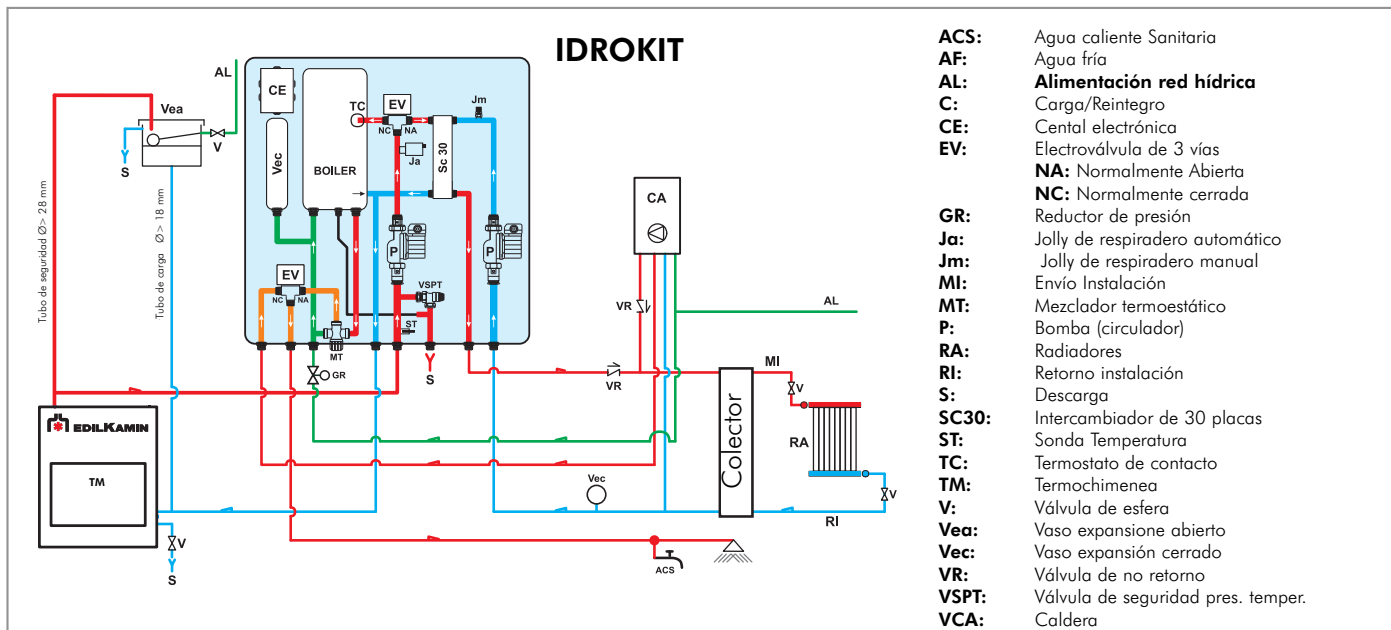 IDROKIT
AL
Vea
V
S
Tubo de seguridad Ø> 28 mm
Tubo de carga Ø> 18 mm
CE
Vec
BOILER
TC
EV
NC
NA
Ja
Sc 30
Jm
P
P
EV
NC
NA
MT
VSPT
ST
S
GR
CA
VR
VR
AL
MI
V
RA
V
RI
Colector
Vec
ACS
EDILKAMIN
TM
V
S
ACS: Agua caliente Sanitaria
AF: Agua fría
AL: Alimentación red hídrica
C: Carga/Reintegro
CE: Cental electrónica
EV: Electroválvula de 3 vías
NA: Normalmente Abierta
NC: Normalmente cerrada
GR: Reductor de presión
Ja: Jolly de respiradero automático
Jm: Jolly de respiradero manual
MI: Envío Instalación
MT: Mezclador termoestático
P: Bomba (circulador)
RA: Radiadores
RI: Retorno instalación
S: Descarga
SC30: Intercambiador de 30 placas
ST: Sonda Temperatura
TC: Termostato de contacto
TM: Termochimenea
V: Válvula de esfera
Vea: Vaso expansione abierto
Vec: Vaso expansión cerrado
VR: Válvula de no retorno
VSPT: Válvula de seguridad pres. temper.
VCA: Caldera